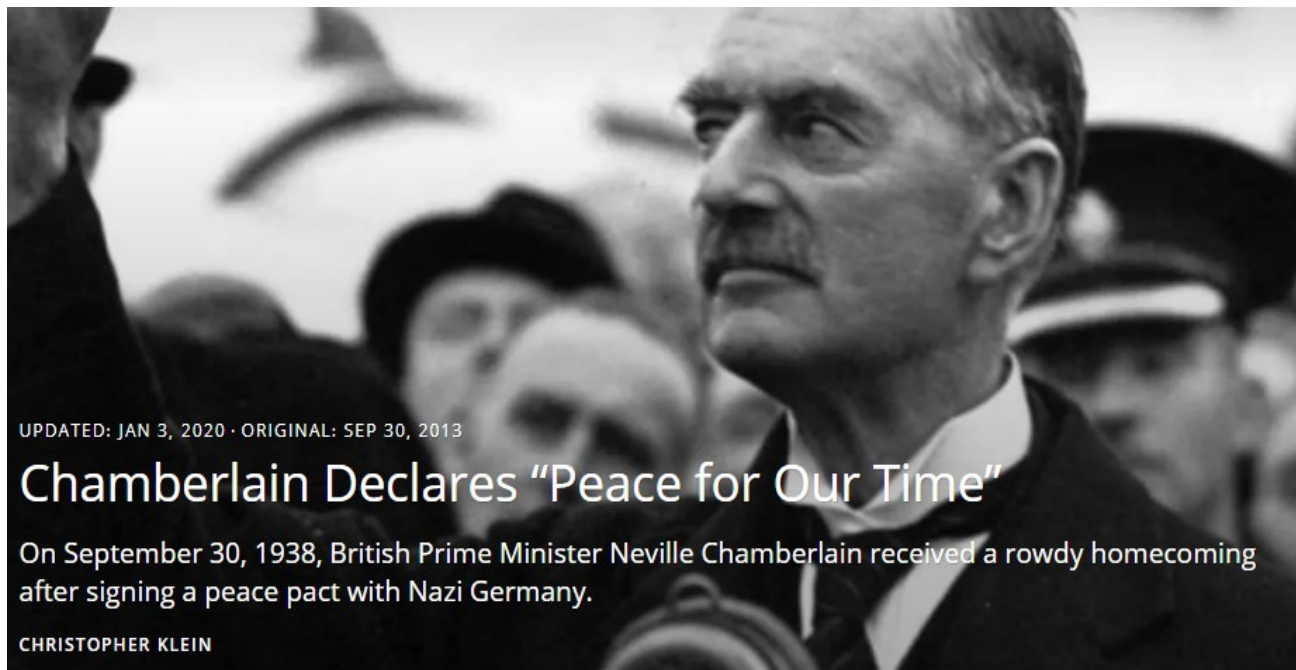 UPDATED: JAN 3, 2020 · ORIGINAL: SEP 30, 2013
Chamberlain Declares “Peace for Our Time”
On September 30, 1938, British Prime Minister Neville Chamberlain received a rowdy homecoming
after signing a peace pact with Nazi Germany.
CHRISTOPHER KLEIN